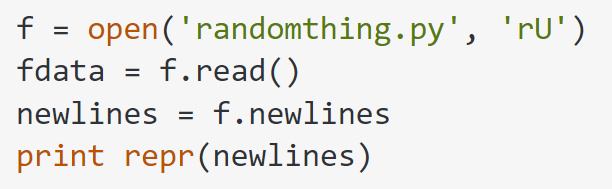 f = open('randomthing.py', 'rU')
fdata = f.read()
newlines = f.newlines
print repr(newlines)